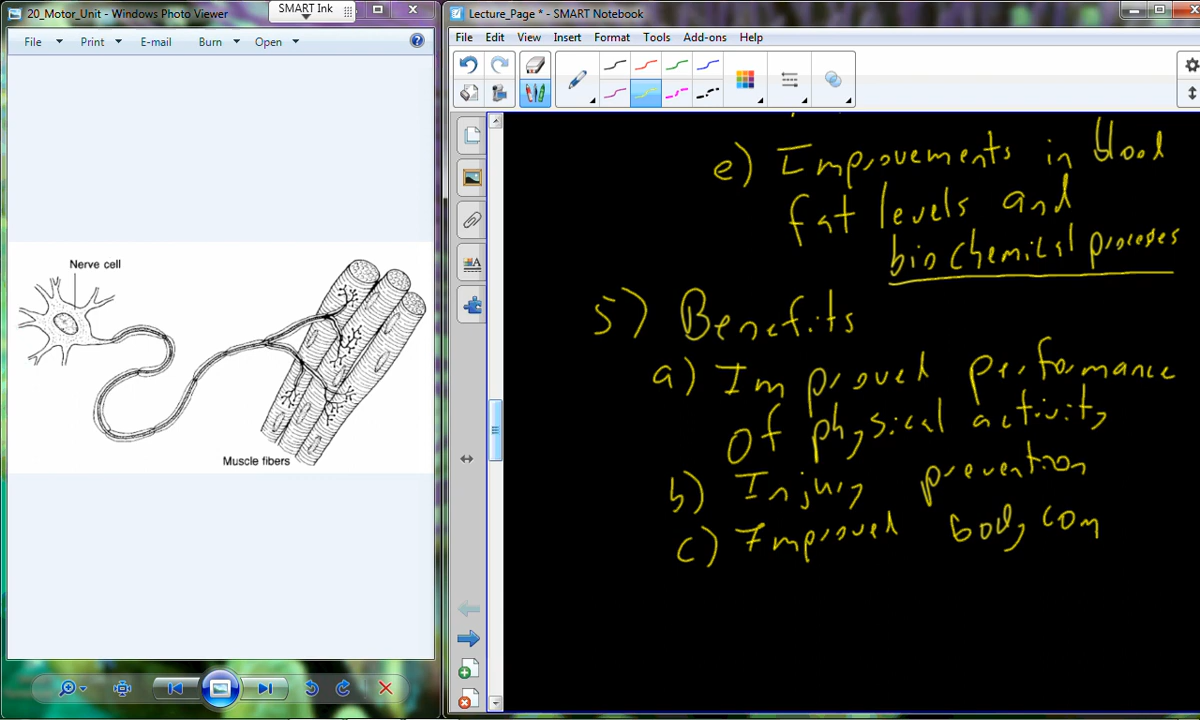 20_Motor_Unit - Windows Photo Viewer
SMART Ink
File Print E-mail Burn Open
Nerve cell
Muscle fibers
Lecture_Page * - SMART Notebook
File Edit View Insert Format Tools Add-ons Help
e) Improvements in blood
fat levels and
biochemical processes
5) Benefits
a) Improved performance
of physical activity
b) Injury prevention
c) Improved body com